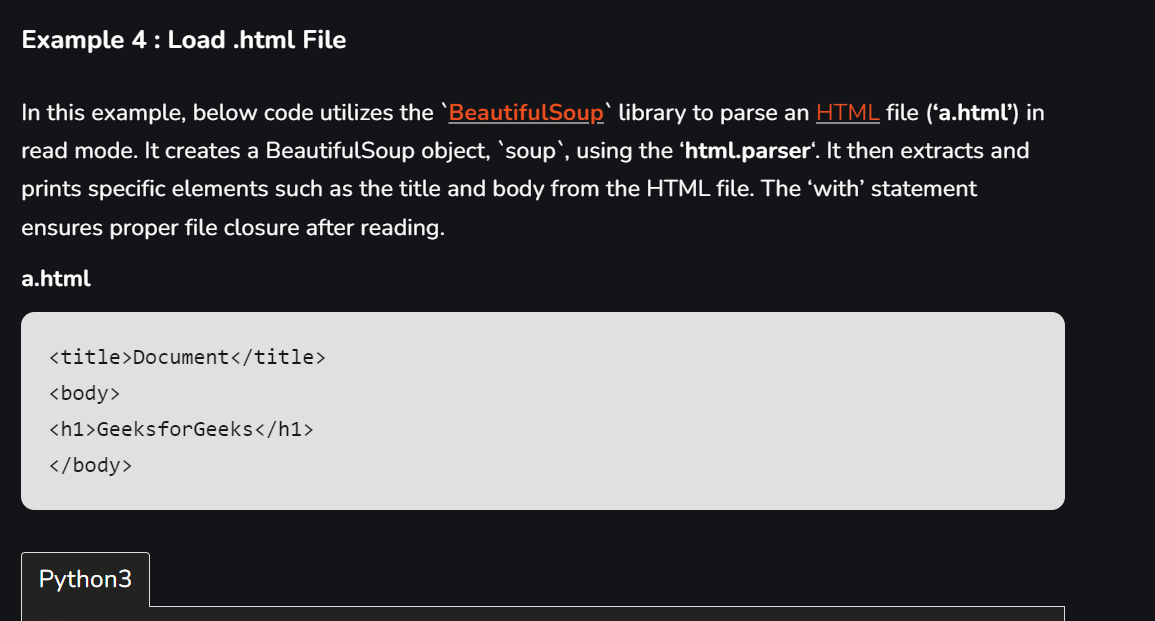 Example 4 : Load .html File
In this example, below code utilizes the `BeautifulSoup` library to parse an HTML file (‘a.html’) in
read mode. It creates a BeautifulSoup object, `soup`, using the ‘html.parser‘. It then extracts and
prints specific elements such as the title and body from the HTML file. The ‘with’ statement
ensures proper file closure after reading.
a.html
<title>Document</title>
<body>
<h1>GeeksforGeeks</h1>
</body>
Python3